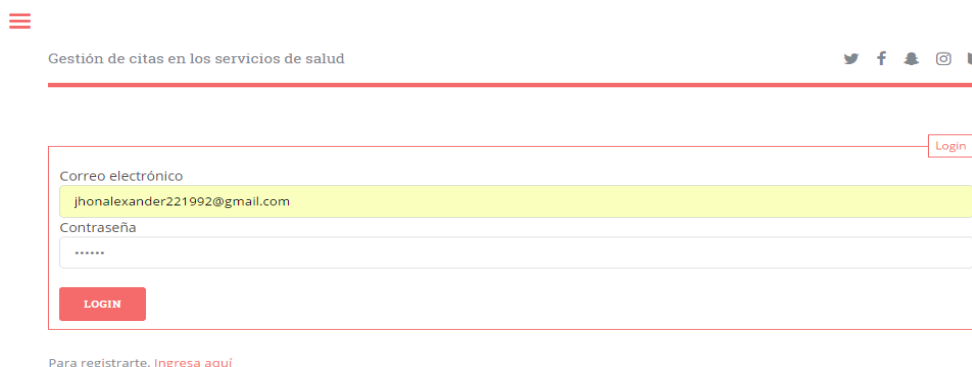 Gestión de citas en los servicios de salud
Login
Correo electrónico
jhonalexander221992@gmail.com
Contraseña
••••••
LOGIN
Para registrarte, Ingresa aquí